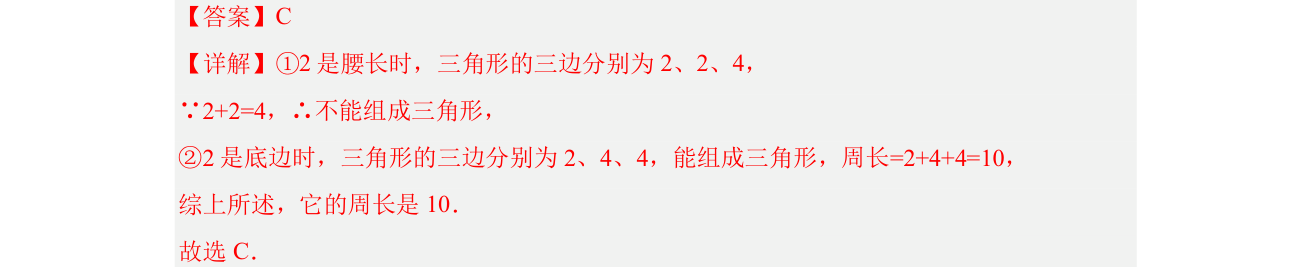 【答案】C
【详解】①2 是腰长时，三角形的三边分别为 2、2、4，
∵2+2=4，∴不能组成三角形，
②2 是底边时，三角形的三边分别为 2、4、4，能组成三角形，周长=2+4+4=10，
综上所述，它的周长是 10．
故选 C．